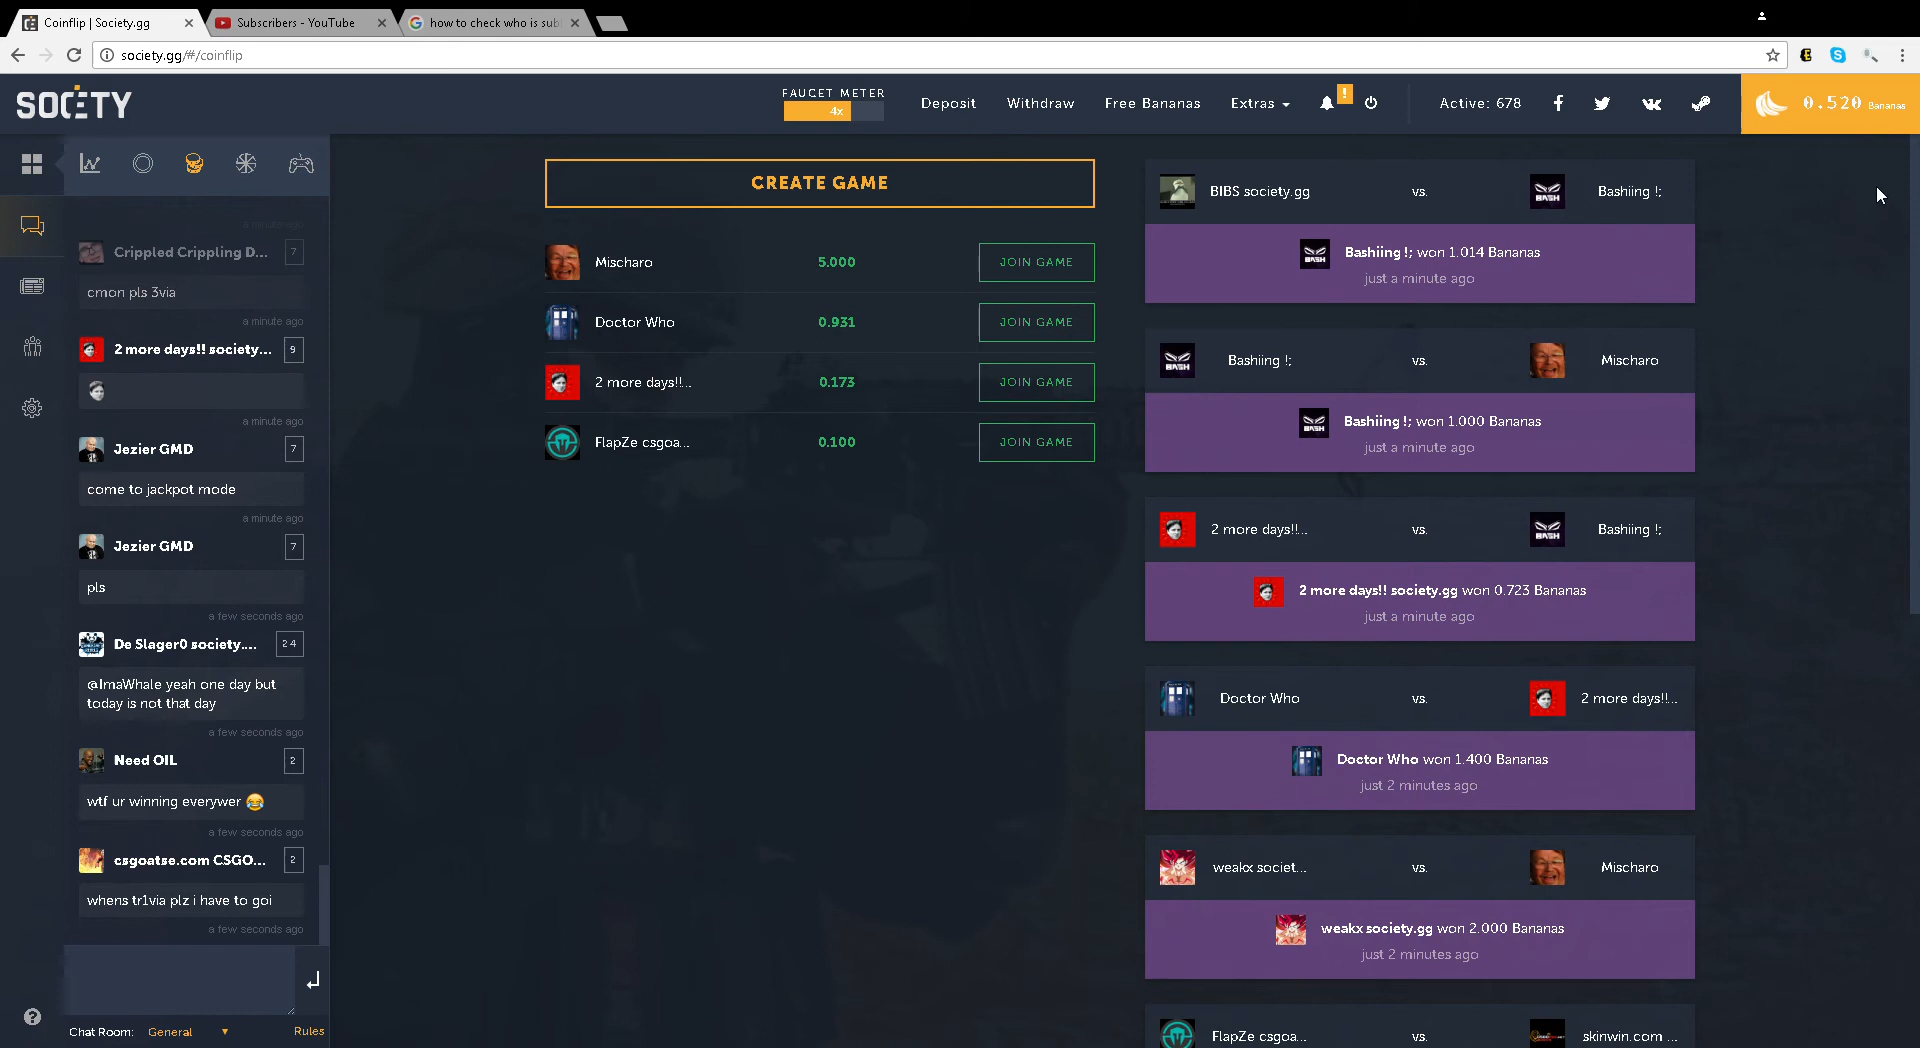 Coinflip | Society.gg
Subscribers - YouTube
how to check who is sub
society.gg/#/coinflip
SOCIETY
FAUCET METER
4x
Deposit
Withdraw
Free Bananas
Extras
!
Active: 678
0.520 Bananas
a minute ago
Crippled Crippling D... 7
cmon pls 3via
a minute ago
2 more days!! society... 9
a minute ago
Jezier GMD 7
come to jackpot mode
a minute ago
Jezier GMD 7
pls
a few seconds ago
De Slager0 society.... 24
@ImaWhale yeah one day but
today is not that day
a few seconds ago
Need OIL 2
wtf ur winning everywer 😂
a few seconds ago
csgoatse.com CSGO... 2
whens tr1via plz i have to goi
a few seconds ago
Chat Room: General
Rules
CREATE GAME
Mischaro 5.000 JOIN GAME
Doctor Who 0.931 JOIN GAME
2 more days!!... 0.173 JOIN GAME
FlapZe csgoa... 0.100 JOIN GAME
BIBS society.gg vs. BASH Bashiing !;
BASH Bashiing !; won 1.014 Bananas
just a minute ago
BASH Bashiing !; vs. Mischaro
BASH Bashiing !; won 1.000 Bananas
just a minute ago
2 more days!!... vs. BASH Bashiing !;
2 more days!! society.gg won 0.723 Bananas
just a minute ago
Doctor Who vs. 2 more days!!...
Doctor Who won 1.400 Bananas
just 2 minutes ago
weakx societ... vs. Mischaro
weakx society.gg won 2.000 Bananas
just 2 minutes ago
FlapZe csgoa... vs. skinwin.com ...